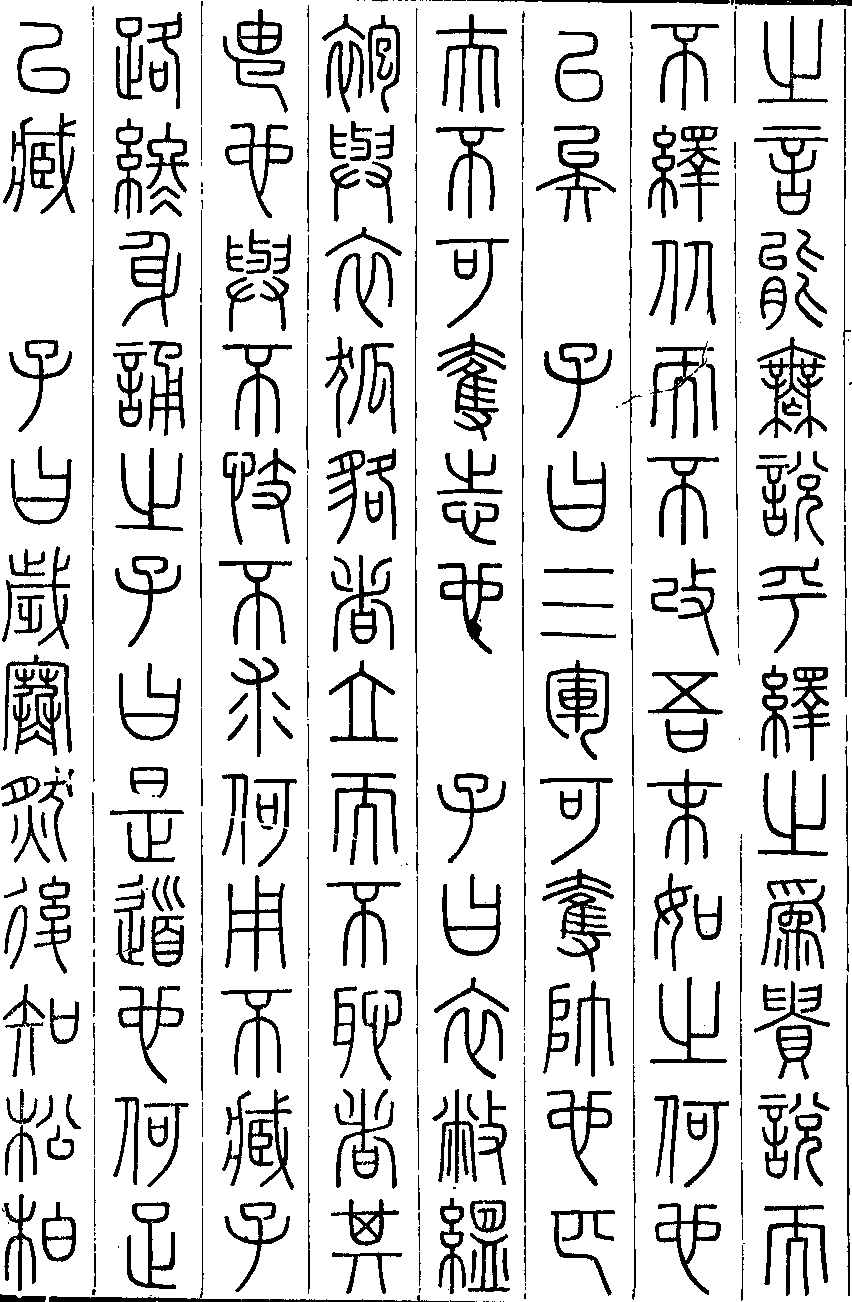 之言能無說乎繹之爲貴說而
不繹从而不改吾末如之何也
已矣 子曰三軍可奪帥也匹
夫不可奪志也 子曰衣敝縕
袍與衣狐貉者立而不恥者其
由也與不忮不求何用不臧子
路終身誦之子曰是道也何足
以臧 子曰歲寒然後知松柏